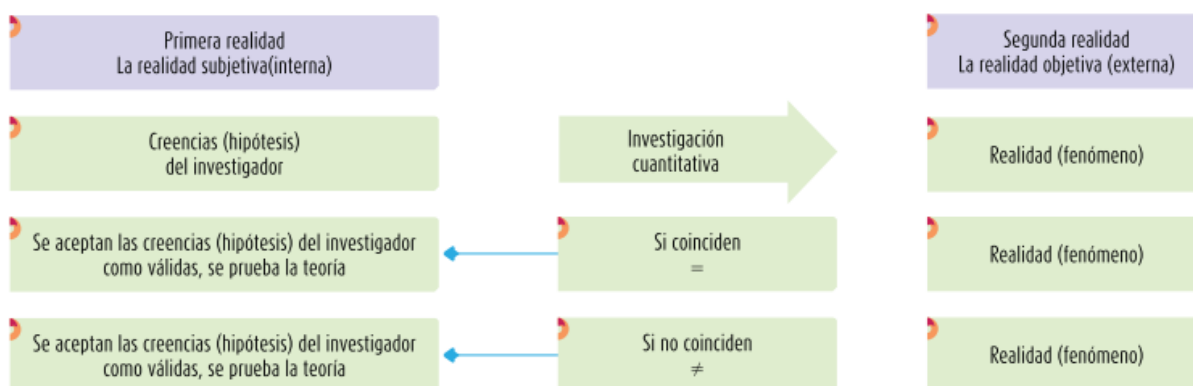 Primera realidad
La realidad subjetiva(interna)
Segunda realidad
La realidad objetiva (externa)
Creencias (hipótesis)
del investigador
Investigación
cuantitativa
Realidad (fenómeno)
Se aceptan las creencias (hipótesis) del investigador
como válidas, se prueba la teoría
Si coinciden
=
Realidad (fenómeno)
Se aceptan las creencias (hipótesis) del investigador
como válidas, se prueba la teoría
Si no coinciden
≠
Realidad (fenómeno)